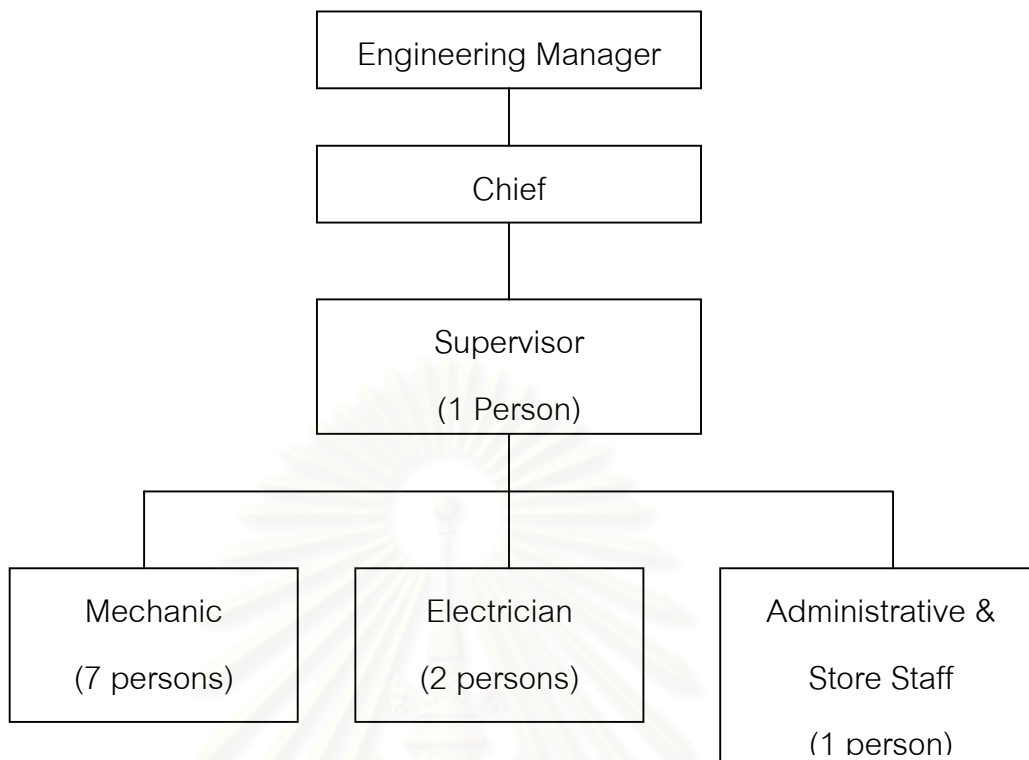 Engineering Manager
Chief
Supervisor
(1 Person)
Mechanic
(7 persons)
Electrician
(2 persons)
Administrative &
Store Staff
(1 person)